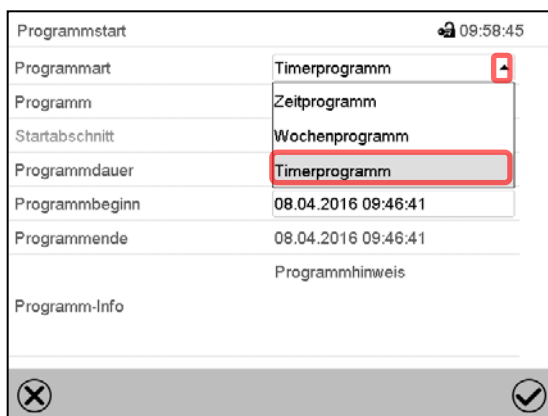 Programmstart 09:58:45
Programmart Timerprogramm
Programm Zeitprogramm
Startabschnitt Wochenprogramm
Programmdauer Timerprogramm
Programmbeginn 08.04.2016 09:46:41
Programmende 08.04.2016 09:46:41
Programmhinweis
Programm-Info